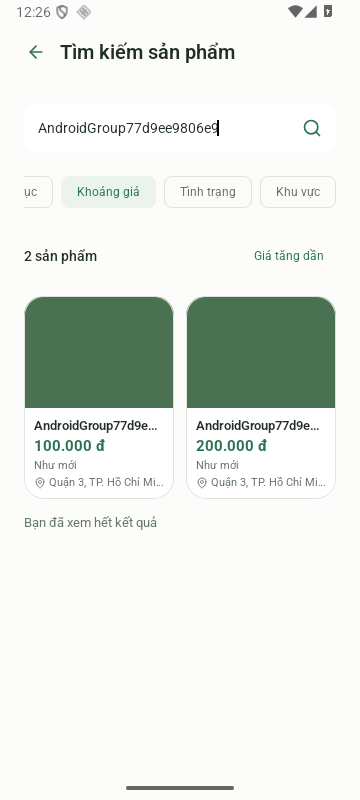 12:26
Tìm kiếm sản phẩm
AndroidGroup77d9ee9806e9
ục
Khoảng giá
Tình trạng
Khu vực
2 sản phẩm
Giá tăng dần
AndroidGroup77d9e...
100.000 đ
Như mới
Quận 3, TP. Hồ Chí Mi...
AndroidGroup77d9e...
200.000 đ
Như mới
Quận 3, TP. Hồ Chí Mi...
Bạn đã xem hết kết quả